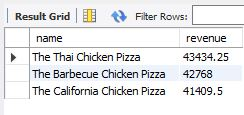 Result Grid Filter Rows:
name revenue
The Thai Chicken Pizza 43434.25
The Barbecue Chicken Pizza 42768
The California Chicken Pizza 41409.5